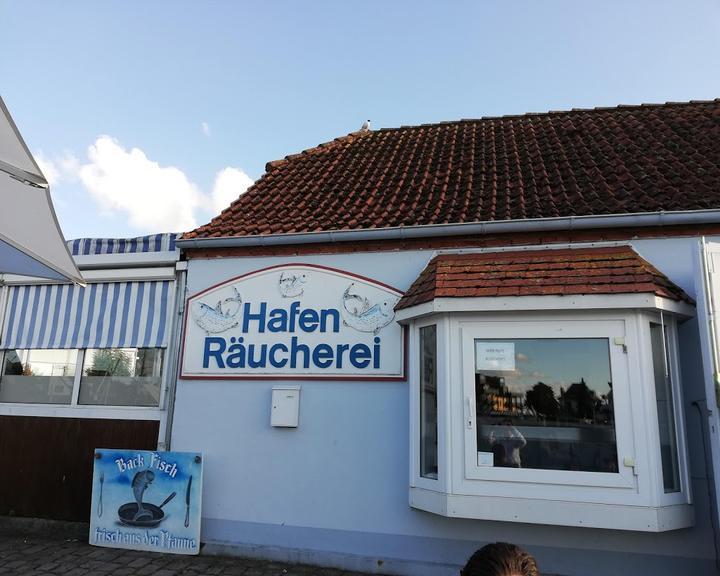 Hafen
Räucherei
Back Fisch
frisch aus der Pfanne